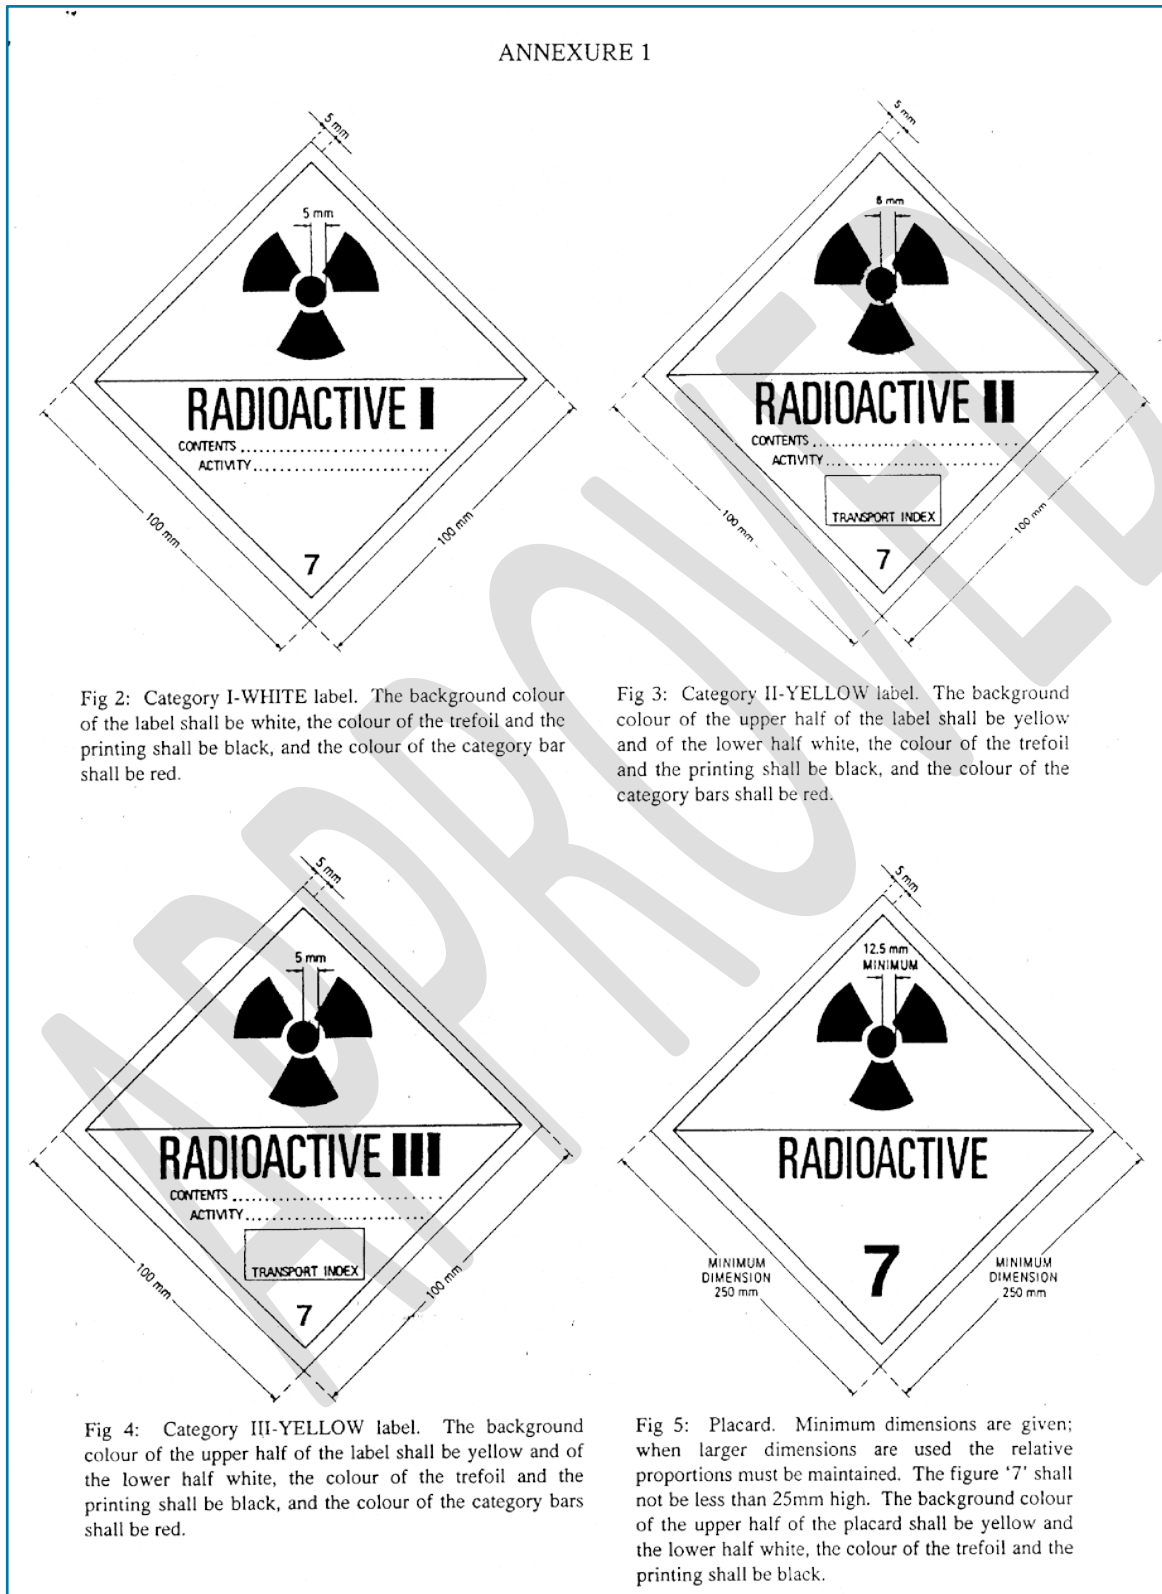 ANNEXURE 1
5 mm
5 mm
RADIOACTIVE I
CONTENTS ..............................
ACTIVITY.........................
7
100 mm
100 mm
5 mm
6 mm
RADIOACTIVE II
CONTENTS ..............................
ACTIVITY.........................
TRANSPORT INDEX
7
100 mm
100 mm
Fig 2: Category I-WHITE label. The background colour
of the label shall be white, the colour of the trefoil and the
printing shall be black, and the colour of the category bar
shall be red.
Fig 3: Category II-YELLOW label. The background
colour of the upper half of the label shall be yellow
and of the lower half white, the colour of the trefoil
and the printing shall be black, and the colour of the
category bars shall be red.
5 mm
5 mm
RADIOACTIVE III
CONTENTS ..............................
ACTIVITY.........................
TRANSPORT INDEX
7
100 mm
100 mm
5 mm
12.5 mm
MINIMUM
RADIOACTIVE
7
MINIMUM
DIMENSION
250 mm
MINIMUM
DIMENSION
250 mm
Fig 4: Category III-YELLOW label. The background
colour of the upper half of the label shall be yellow and of
the lower half white, the colour of the trefoil and the
printing shall be black, and the colour of the category bars
shall be red.
Fig 5: Placard. Minimum dimensions are given;
when larger dimensions are used the relative
proportions must be maintained. The figure ‘7’ shall
not be less than 25mm high. The background colour
of the upper half of the placard shall be yellow and
the lower half white, the colour of the trefoil and the
printing shall be black.
APPROVED